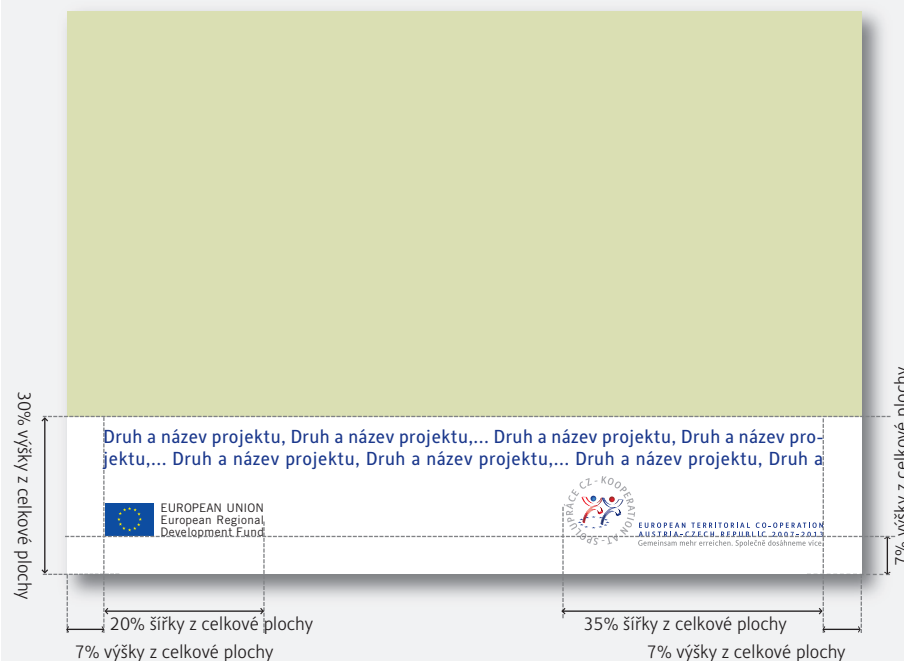 30% výšky z celkové plochy
7% výšky z celkové plochy
Druh a název projektu, Druh a název projektu,... Druh a název projektu, Druh a název pro-
jektu,... Druh a název projektu, Druh a název projektu,... Druh a název projektu, Druh a
EUROPEAN UNION
European Regional
Development Fund
SPOLUPRÁCE CZ - KOOPERATION AT -
EUROPEAN TERRITORIAL CO-OPERATION
AUSTRIA-CZECH REPUBLIC 2007-2013
Gemeinsam mehr erreichen. Společně dosáhneme více.
20% šířky z celkové plochy
35% šířky z celkové plochy
7% výšky z celkové plochy
7% výšky z celkové plochy